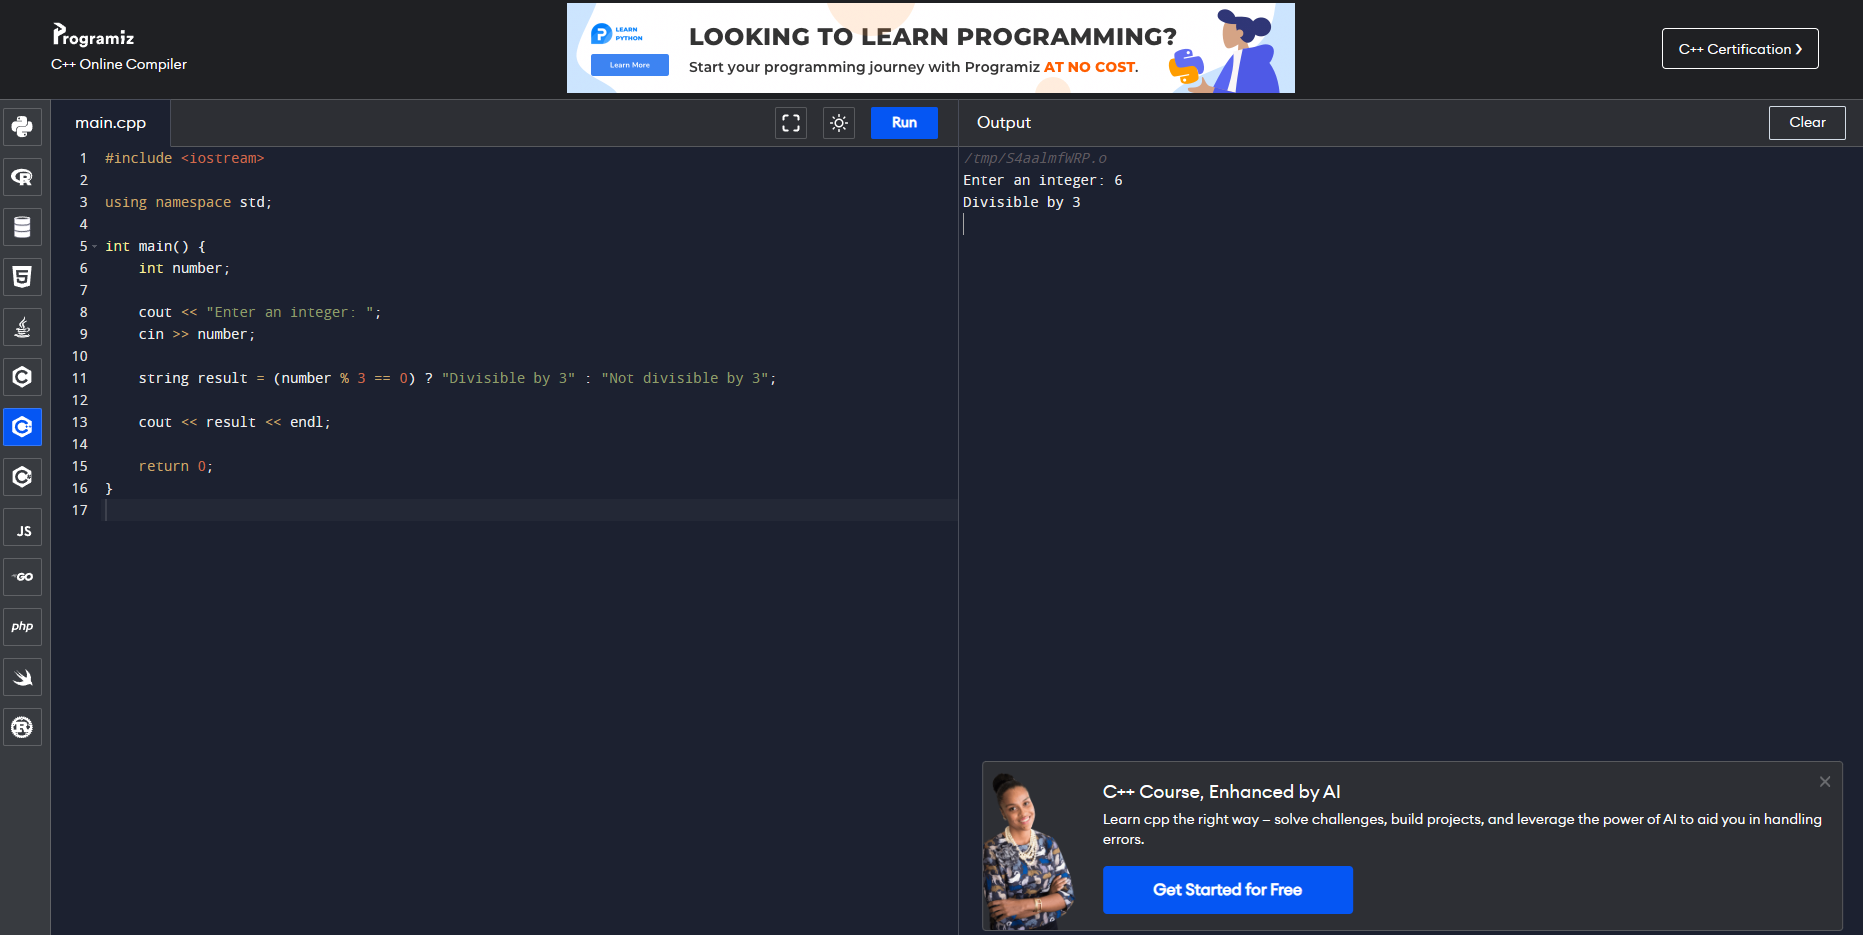 Programiz
C++ Online Compiler
LEARN
PYTHON
Learn More
LOOKING TO LEARN PROGRAMMING?
Start your programming journey with Programiz AT NO COST.
C++ Certification ❯
main.cpp
Run
Output
Clear
1 #include <iostream>
2
3 using namespace std;
4
5 int main() {
6     int number;
7
8     cout << "Enter an integer: ";
9     cin >> number;
10
11     string result = (number % 3 == 0) ? "Divisible by 3" : "Not divisible by 3";
12
13     cout << result << endl;
14
15     return 0;
16 }
17
/tmp/S4aalmfWRP.o
Enter an integer: 6
Divisible by 3
JS
GO
php
C++ Course, Enhanced by AI
Learn cpp the right way – solve challenges, build projects, and leverage the power of AI to aid you in handling
errors.
Get Started for Free